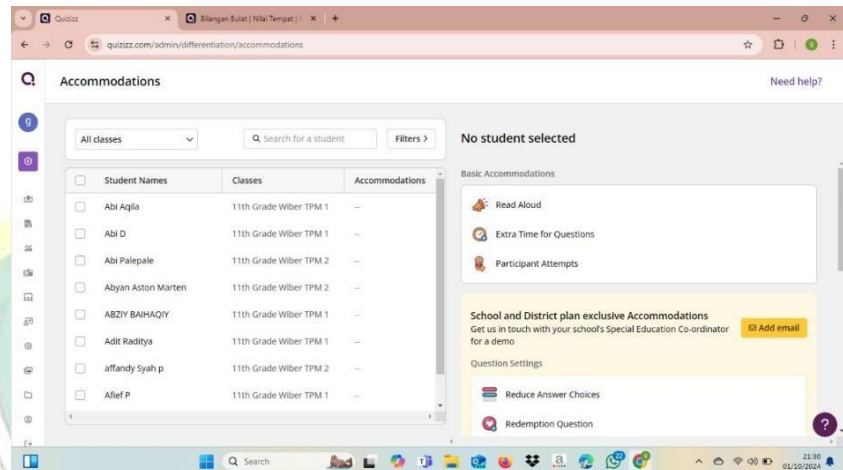 Quizizz
Bilangan Bulat | Nilai Tempat |
quizizz.com/admin/differentiation/accommodations
Accommodations
Need help?
g
All classes
Search for a student
Filters >
No student selected
Student Names Classes Accommodations
Abi Aqila 11th Grade Wiber TPM 1 --
Abi D 11th Grade Wiber TPM 1 --
Abi Palepale 11th Grade Wiber TPM 2 --
Abyan Aston Marten 11th Grade Wiber TPM 2 --
ABZIY BAIHAQIY 11th Grade Wiber TPM 1 --
Adit Raditya 11th Grade Wiber TPM 1 --
affandy Syah p 11th Grade Wiber TPM 2 --
Afief P 11th Grade Wiber TPM 1 --
Basic Accommodations
Read Aloud
Extra Time for Questions
Participant Attempts
School and District plan exclusive Accommodations
Get us in touch with your school's Special Education Co-ordinator
for a demo
Add email
Question Settings
Reduce Answer Choices
Redemption Question
?
Search
22
21:30
01/10/2024